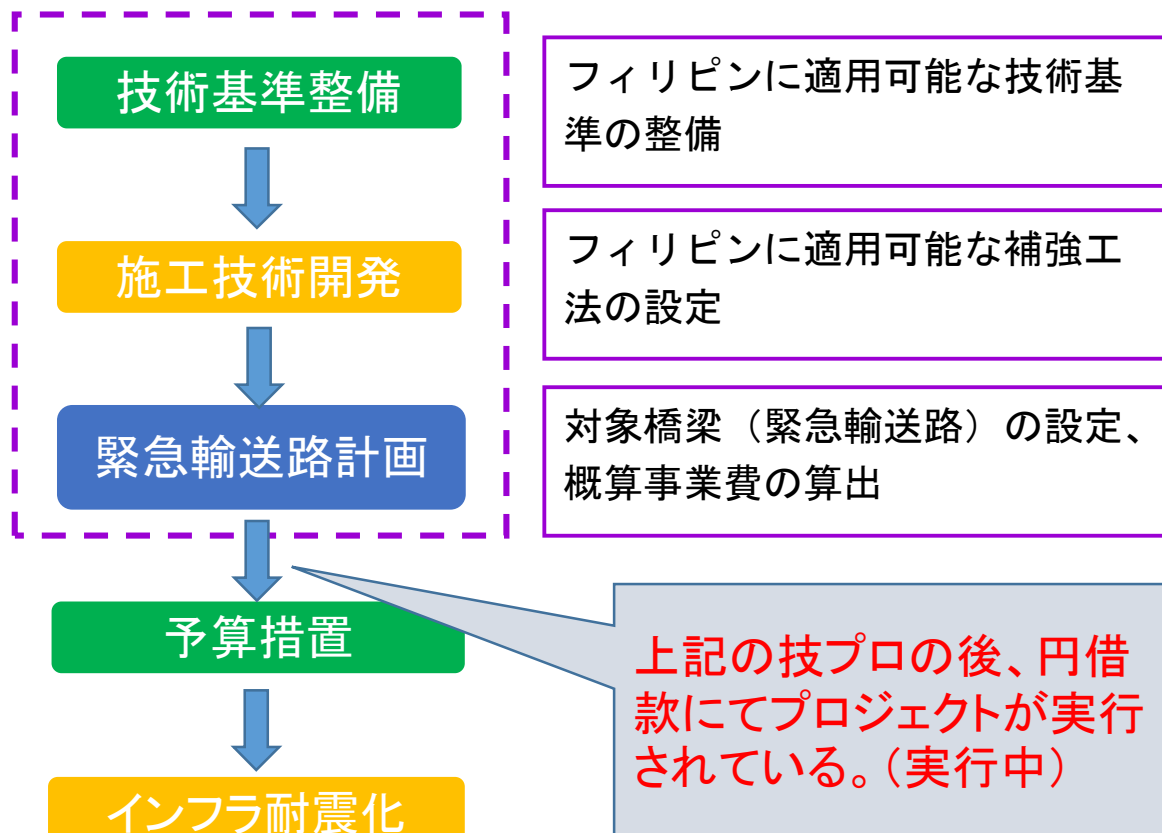 技術基準整備
フィリピンに適用可能な技術基
準の整備
施工技術開発
フィリピンに適用可能な補強工
法の設定
緊急輸送路計画
対象橋梁（緊急輸送路）の設定、
概算事業費の算出
予算措置
上記の技プロの後、円借
款にてプロジェクトが実行
されている。（実行中）
インフラ耐震化